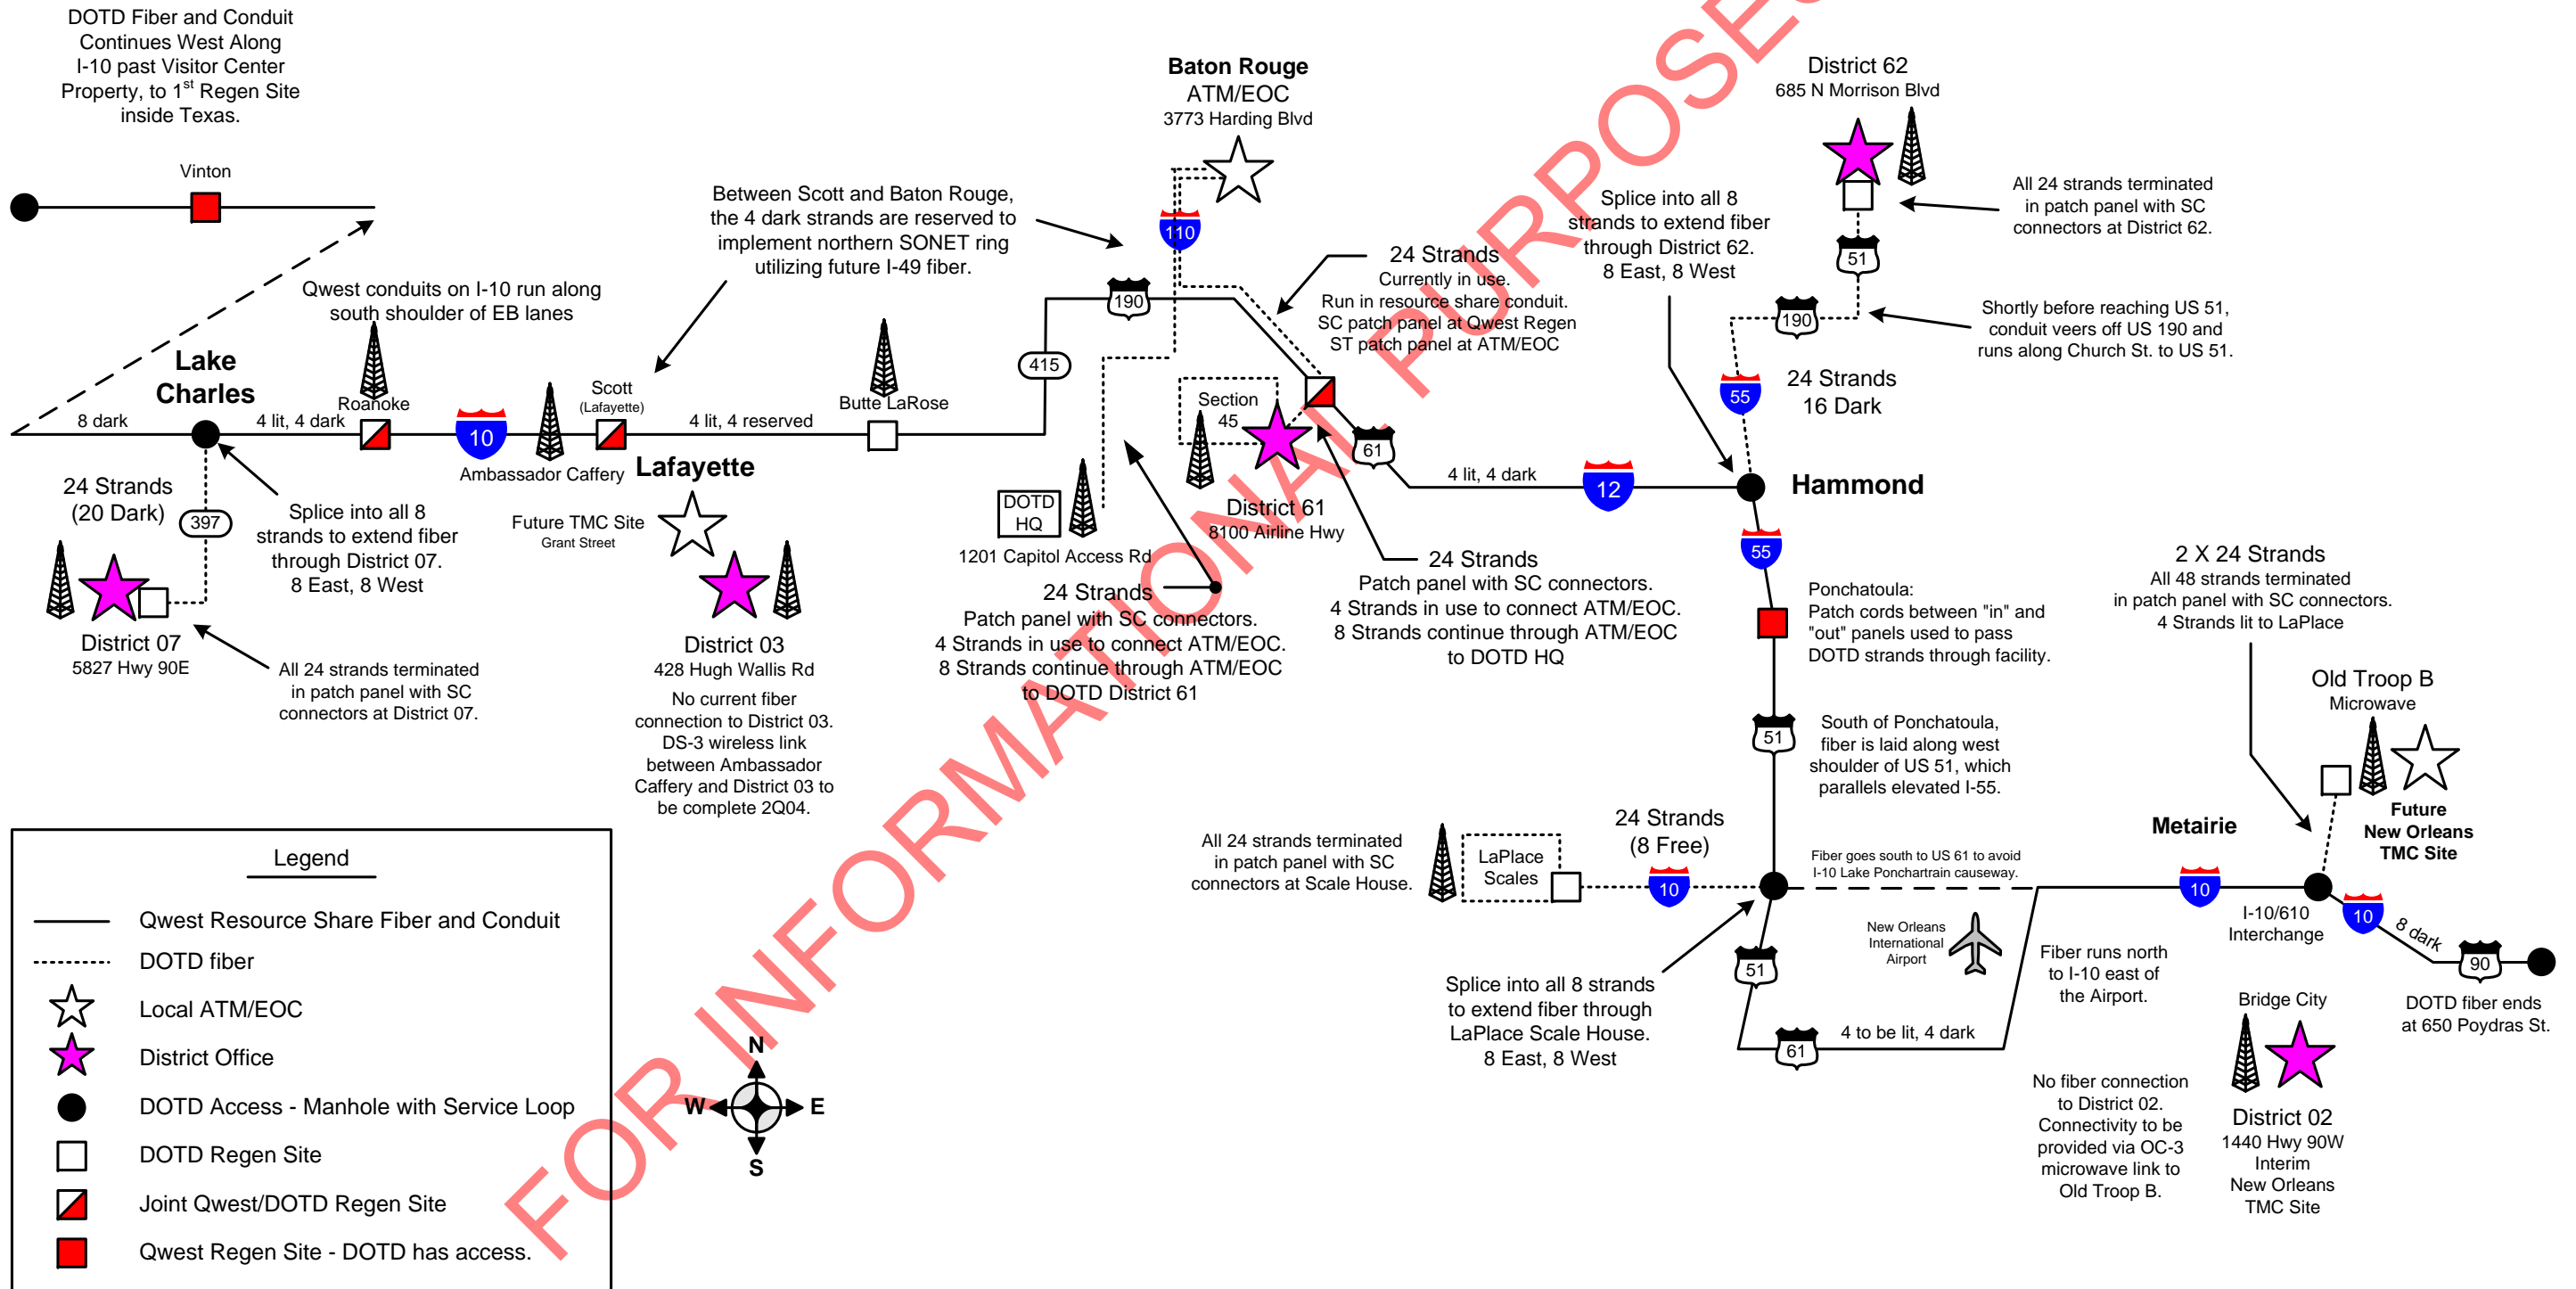 DOTD Fiber and Conduit
Continues West Along
I-10 past Visitor Center
Property, to 1st Regen Site
inside Texas.
Vinton
Baton Rouge
ATM/EOC
3773 Harding Blvd
District 62
685 N Morrison Blvd
Between Scott and Baton Rouge,
the 4 dark strands are reserved to
implement northern SONET ring
utilizing future I-49 fiber.
110
Splice into all 8
strands to extend fiber
through District 62.
8 East, 8 West
All 24 strands terminated
in patch panel with SC
connectors at District 62.
51
24 Strands
Currently in use.
Run in resource share conduit.
SC patch panel at Qwest Regen
ST patch panel at ATM/EOC
190
190
Shortly before reaching US 51,
conduit veers off US 190 and
runs along Church St. to US 51.
Qwest conduits on I-10 run along
south shoulder of EB lanes
Lake
Charles
Roanoke
Scott
(Lafayette)
Butte LaRose
415
Section
45
55
24 Strands
16 Dark
8 dark
4 lit, 4 dark
10
4 lit, 4 reserved
61
4 lit, 4 dark
12
Hammond
Ambassador Caffery
Lafayette
24 Strands
(20 Dark)
397
Splice into all 8
strands to extend fiber
through District 07.
8 East, 8 West
Future TMC Site
Grant Street
DOTD
HQ
1201 Capitol Access Rd
District 61
8100 Airline Hwy
55
24 Strands
Patch panel with SC connectors.
4 Strands in use to connect ATM/EOC.
8 Strands continue through ATM/EOC
to DOTD District 61
24 Strands
Patch panel with SC connectors.
4 Strands in use to connect ATM/EOC.
8 Strands continue through ATM/EOC
to DOTD HQ
Ponchatoula:
Patch cords between "in" and
"out" panels used to pass
DOTD strands through facility.
2 X 24 Strands
All 48 strands terminated
in patch panel with SC connectors.
4 Strands lit to LaPlace
District 07
5827 Hwy 90E
All 24 strands terminated
in patch panel with SC
connectors at District 07.
District 03
428 Hugh Wallis Rd
No current fiber
connection to District 03.
DS-3 wireless link
between Ambassador
Caffery and District 03 to
be complete 2Q04.
51
South of Ponchatoula,
fiber is laid along west
shoulder of US 51, which
parallels elevated I-55.
Old Troop B
Microwave
Future
New Orleans
TMC Site
All 24 strands terminated
in patch panel with SC
connectors at Scale House.
LaPlace
Scales
24 Strands
(8 Free)
10
Fiber goes south to US 61 to avoid
I-10 Lake Ponchartrain causeway.
Metairie
10
I-10/610
Interchange
10
8 dark
90
DOTD fiber ends
at 650 Poydras St.
New Orleans
International
Airport
Fiber runs north
to I-10 east of
the Airport.
51
Splice into all 8 strands
to extend fiber through
LaPlace Scale House.
8 East, 8 West
61
4 to be lit, 4 dark
Bridge City
No fiber connection
to District 02.
Connectivity to be
provided via OC-3
microwave link to
Old Troop B.
District 02
1440 Hwy 90W
Interim
New Orleans
TMC Site
Legend
Qwest Resource Share Fiber and Conduit
DOTD fiber
Local ATM/EOC
District Office
DOTD Access - Manhole with Service Loop
DOTD Regen Site
Joint Qwest/DOTD Regen Site
Qwest Regen Site - DOTD has access.
N
W
E
S
FOR INFORMATIONAL PURPOSES